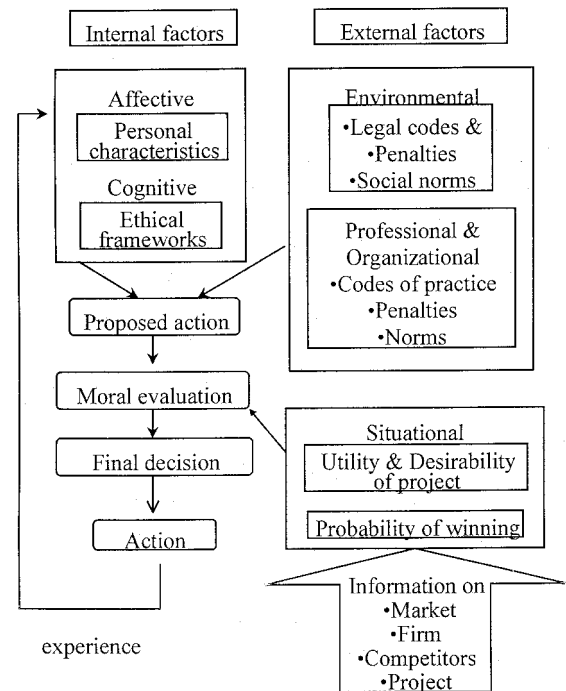 Internal factors
External factors
Affective
Personal
characteristics
Cognitive
Ethical
frameworks
Environmental
•Legal codes &
•Penalties
•Social norms
Professional &
Organizational
•Codes of practice
•Penalties
•Norms
Proposed action
Moral evaluation
Final decision
Action
experience
Situational
Utility & Desirability
of project
Probability of winning
Information on
•Market
•Firm
•Competitors
•Project